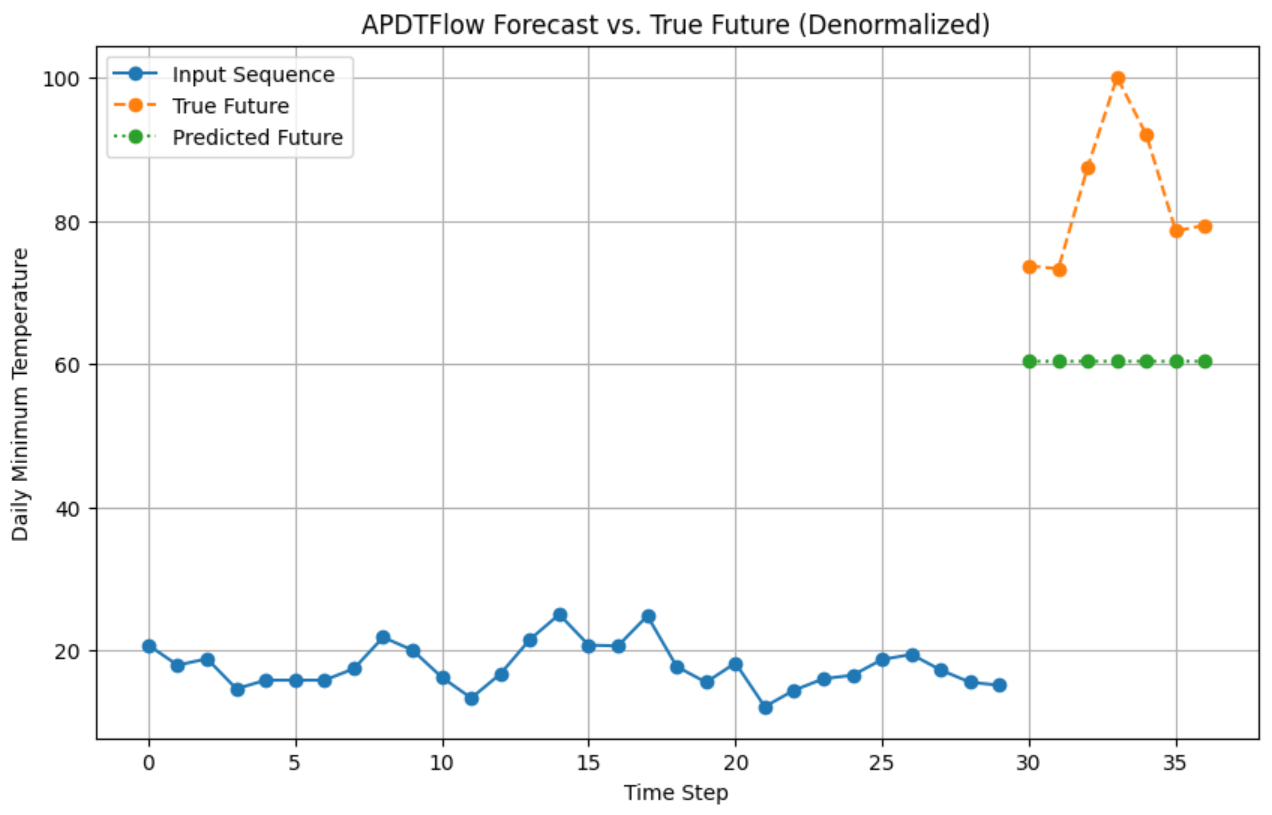 APDTFlow Forecast vs. True Future (Denormalized)
Input Sequence
True Future
Predicted Future
Daily Minimum Temperature
100
80
60
40
20
0 5 10 15 20 25 30 35
Time Step